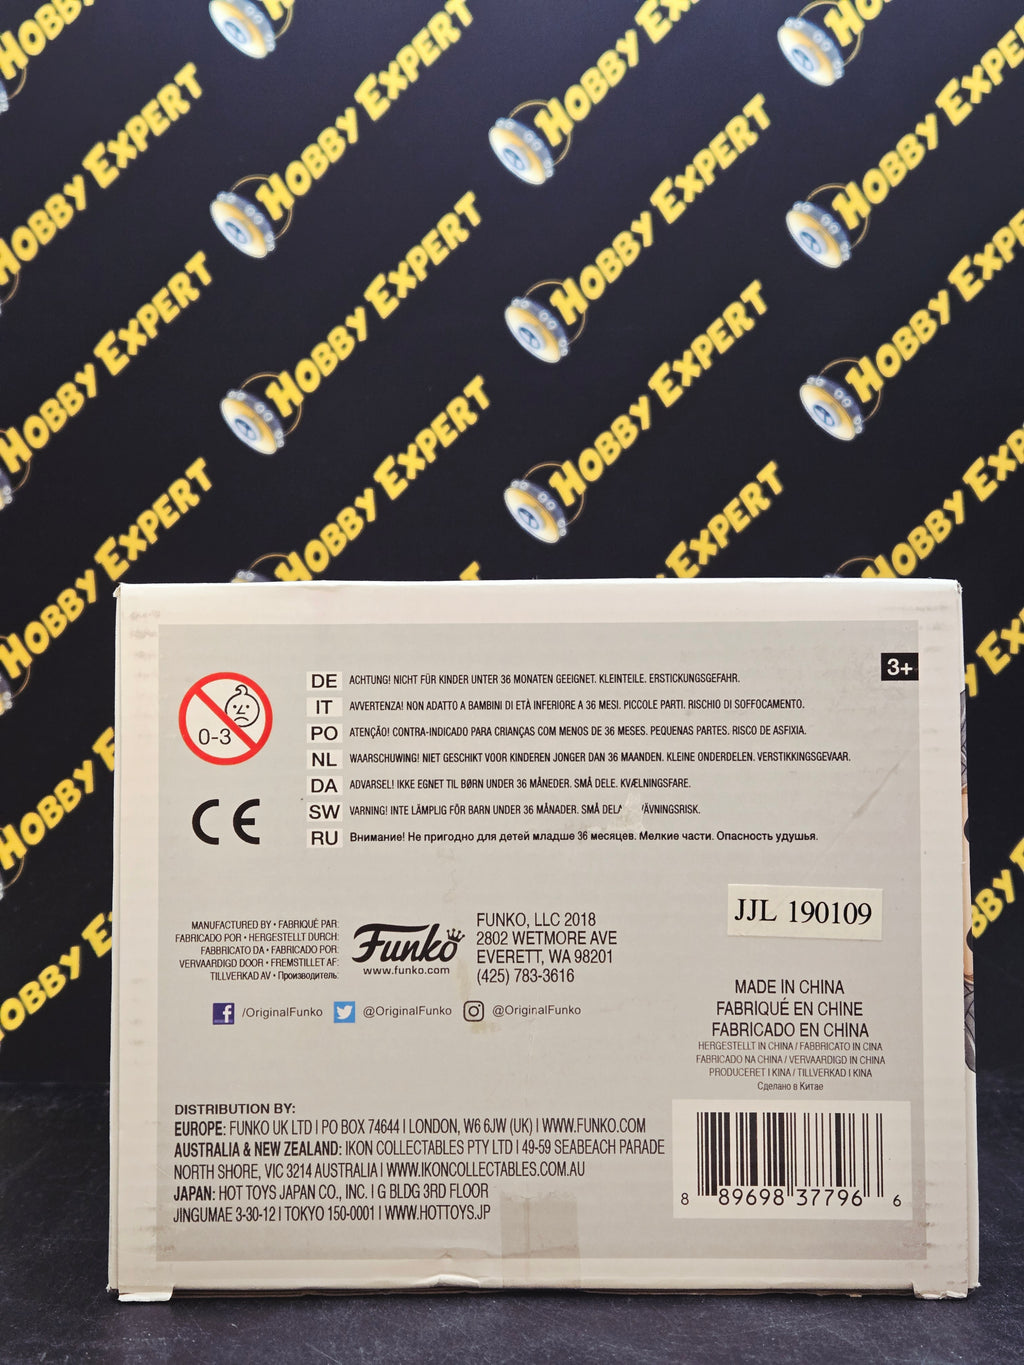 HOBBY EXPERT
3+
0-3
DE ACHTUNG! NICHT FÜR KINDER UNTER 36 MONATEN GEEIGNET. KLEINTEILE. ERSTICKUNGSGEFAHR.
IT AVVERTENZA! NON ADATTO A BAMBINI DI ETÀ INFERIORE A 36 MESI. PICCOLE PARTI. RISCHIO DI SOFFOCAMENTO.
PO ATENÇÃO! CONTRA-INDICADO PARA CRIANÇAS COM MENOS DE 36 MESES. PEQUENAS PARTES. RISCO DE ASFIXIA.
NL WAARSCHUWING! NIET GESCHIKT VOOR KINDEREN JONGER DAN 36 MAANDEN. KLEINE ONDERDELEN. VERSTIKKINGSGEVAAR.
DA ADVARSEL! IKKE EGNET TIL BØRN UNDER 36 MÅNEDER. SMÅ DELE. KVÆLNINGSFARE.
SW VARNING! INTE LÄMPLIG FÖR BARN UNDER 36 MÅNADER. SMÅ
RU Внимание! Не пригодно для детей младше 36 месяцев. Мелкие части. Опасность удушья.
CE
JJL 190109
MANUFACTURED BY • FABRIQUÉ PAR:
FABRICADO POR • HERGESTELLT DURCH:
FABBRICATO DA • FABRICADO POR:
VERVAARDIGD DOOR • FREMSTILLET AF:
TILLVERKAD AV • Производитель:
Funko
www.funko.com
FUNKO, LLC 2018
2802 WETMORE AVE
EVERETT, WA 98201
(425) 783-3616
/OriginalFunko @OriginalFunko @OriginalFunko
MADE IN CHINA
FABRIQUÉ EN CHINE
FABRICADO EN CHINA
HERGESTELLT IN CHINA / FABBRICATO IN CINA
FABRICADO NA CHINA / VERVAARDIGD IN CHINA
PRODUCERET I KINA / TILLVERKAD I KINA
Сделано в Китае
DISTRIBUTION BY:
EUROPE: FUNKO UK LTD | PO BOX 74644 | LONDON, W6 6JW (UK) | WWW.FUNKO.COM
AUSTRALIA & NEW ZEALAND: IKON COLLECTABLES PTY LTD | 49-59 SEABEACH PARADE
NORTH SHORE, VIC 3214 AUSTRALIA | WWW.IKONCOLLECTABLES.COM.AU
JAPAN: HOT TOYS JAPAN CO., INC. | G BLDG 3RD FLOOR
JINGUMAE 3-30-12 | TOKYO 150-0001 | WWW.HOTTOYS.JP
8 89698 37796 6